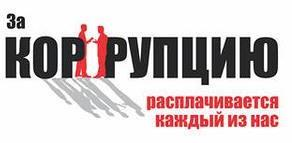 За
КОРРУПЦИЮ
расплачивается
каждый из нас